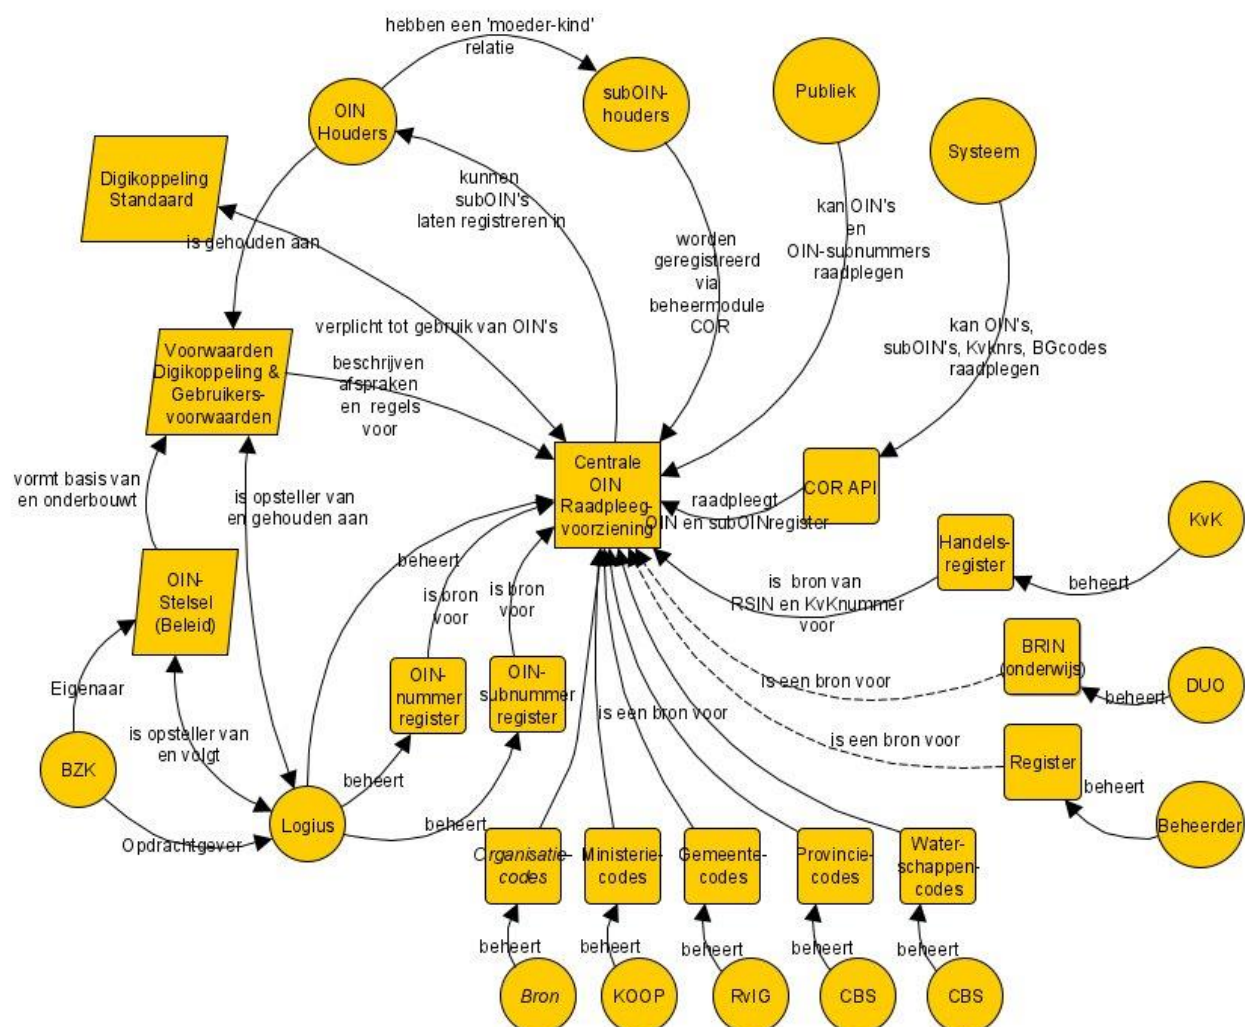 hebben een 'moeder-kind'
relatie
OIN
Houders
subOIN-
houders
Publiek
Systeem
Digikoppeling
Standaard
kunnen
subOIN's
laten registreren in
is gehouden aan
worden
geregistreerd
via
beheermodule
COR
kan OIN's
en
OIN-subnummers
raadplegen
kan OIN's,
subOIN's, Kvknrs, BGcodes
raadplegen
verplicht tot gebruik van OIN's
Voorwaarden
Digikoppeling &
Gebruikers-
voorwaarden
beschrijven
afspraken
en regels
voor
Centrale
OIN
Raadpleeg-
voorziening
COR API
raadpleegt
OIN en subOINregister
vormt basis van
en onderbouwt
is opsteller van
en gehouden aan
beheert
is bron
voor
is bron
voor
Handels-
register
KvK
beheert
is bron van
RSIN en KvKnummer
voor
OIN-
Stelsel
(Beleid)
BRIN
(onderwijs)
DUO
beheert
is een bron voor
OIN-
nummer
register
OIN-
subnummer
register
Eigenaar
is een bron voor
is opsteller van
en volgt
is een bron voor
Register
beheert
Beheerder
BZK
beheert
Logius
beheert
Opdrachtgever
Organisatie-
codes
Ministerie-
codes
Gemeente-
codes
Provincie-
codes
Water-
schappen-
codes
beheert
beheert
beheert
beheert
beheert
Bron
KOOP
RvIG
CBS
CBS